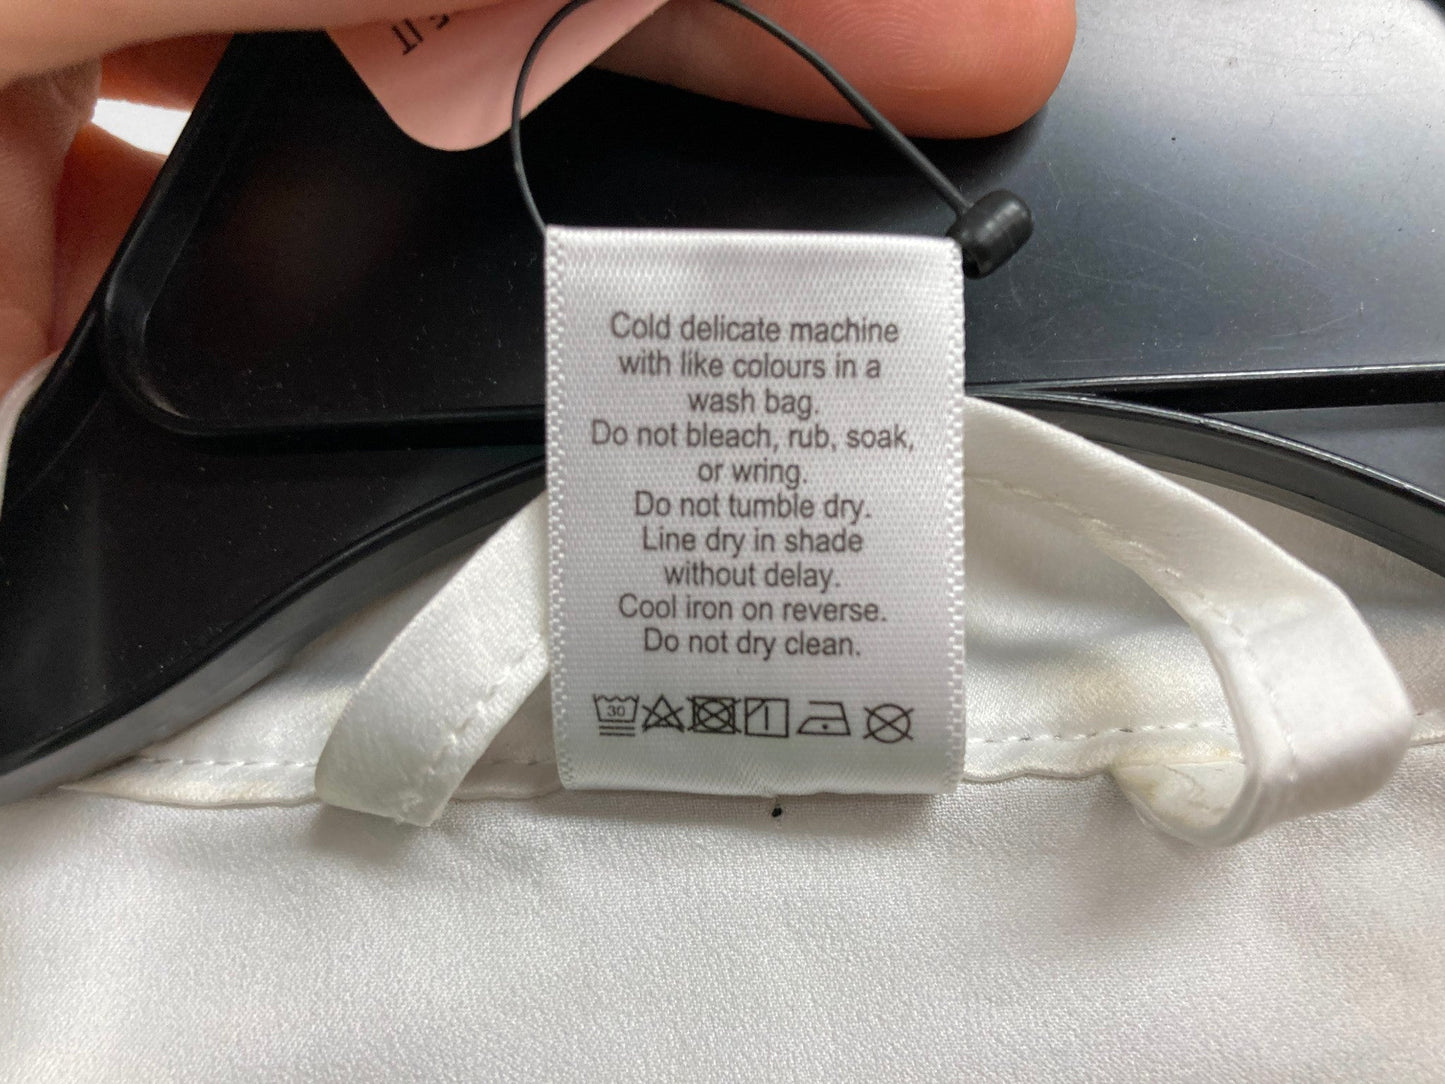 Cold delicate machine
with like colours in a
wash bag.
Do not bleach, rub, soak,
or wring.
Do not tumble dry.
Line dry in shade
without delay.
Cool iron on reverse.
Do not dry clean.
30